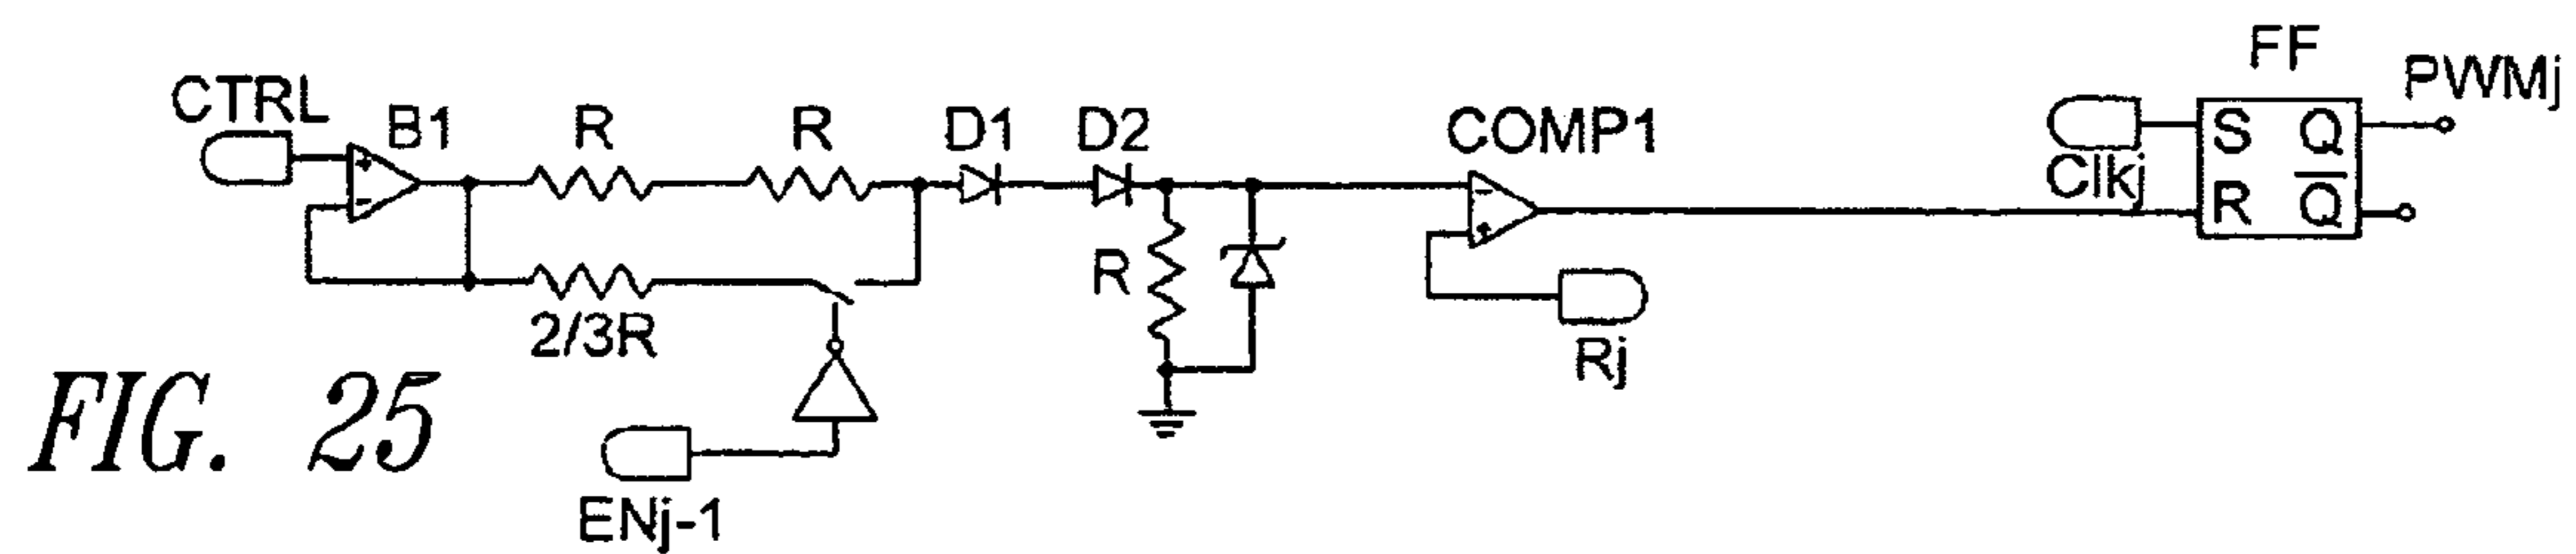 CTRL
B1
R
R
D1
D2
COMP1
FF
PWMj
+
-
-
+
Clkj
S
Q
R
Q̅
2/3R
R
Rj
ENj-1
FIG. 25